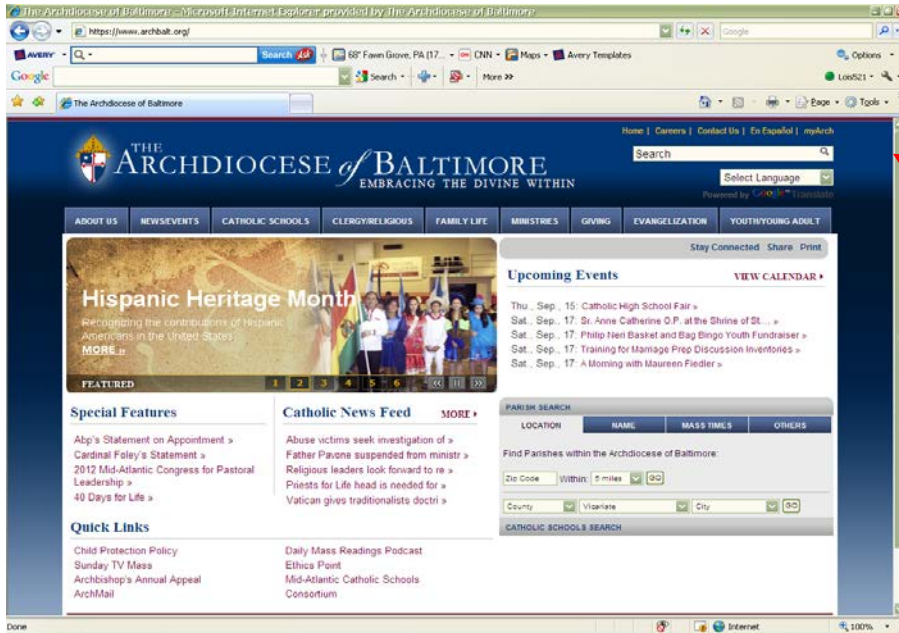 The Archdiocese of Baltimore - Microsoft Internet Explorer provided by The Archdiocese of Baltimore
https://www.archbalt.org/
Google
AVERY
Search
68° Fawn Grove, PA (17...
CNN
Maps
Avery Templates
Options
Google
Search
More >>
Lois521
The Archdiocese of Baltimore
Page
Tools
Home | Careers | Contact Us | En Español | myArch
THE
ARCHDIOCESE of BALTIMORE
EMBRACING THE DIVINE WITHIN
Search
Select Language
Powered by Google™ Translate
ABOUT US NEWS/EVENTS CATHOLIC SCHOOLS CLERGY/RELIGIOUS FAMILY LIFE MINISTRIES GIVING EVANGELIZATION YOUTH/YOUNG ADULT
Stay Connected Share Print
Hispanic Heritage Month
Recognizing the contributions of Hispanic
Americans in the United States
MORE »
FEATURED
1 2 3 4 5 6
Upcoming Events
VIEW CALENDAR
Thu., Sep., 15: Catholic High School Fair »
Sat., Sep., 17: Sr. Anne Catherine O.P. at the Shrine of St.... »
Sat., Sep., 17: Philip Neri Basket and Bag Bingo Youth Fundraiser »
Sat., Sep., 17: Training for Marriage Prep Discussion Inventories »
Sat., Sep., 17: A Morning with Maureen Fiedler »
Special Features
Abp's Statement on Appointment »
Cardinal Foley's Statement »
2012 Mid-Atlantic Congress for Pastoral
Leadership »
40 Days for Life »
Catholic News Feed
MORE
Abuse victims seek investigation of »
Father Pavone suspended from ministr »
Religious leaders look forward to re »
Priests for Life head is needed for »
Vatican gives traditionalists doctri »
PARISH SEARCH
LOCATION NAME MASS TIMES OTHERS
Find Parishes within the Archdiocese of Baltimore:
Zip Code Within: 5 miles GO
County Vicariate City GO
CATHOLIC SCHOOLS SEARCH
Quick Links
Child Protection Policy
Sunday TV Mass
Archbishop's Annual Appeal
ArchMail
Daily Mass Readings Podcast
Ethics Point
Mid-Atlantic Catholic Schools
Consortium
Done
Internet
100%